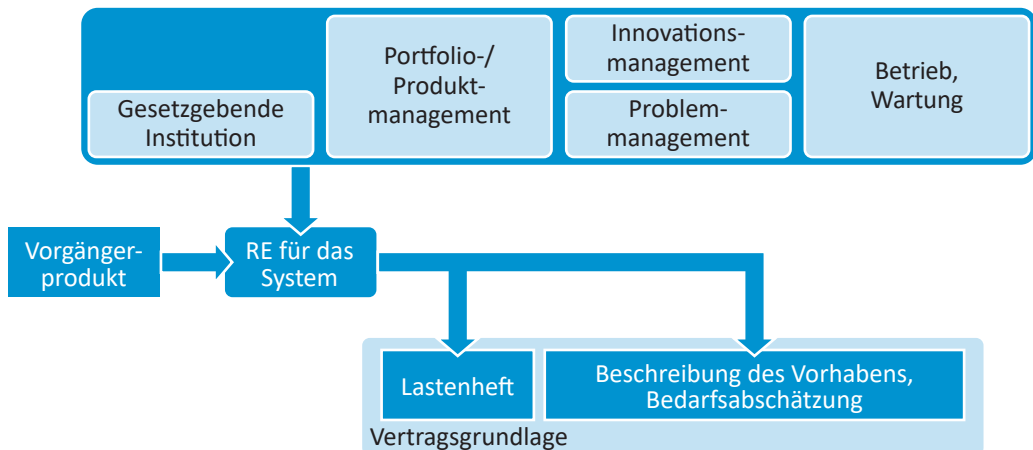 Gesetzgebende
Institution
Portfolio-/
Produkt-
management
Innovations-
management
Problem-
management
Betrieb,
Wartung
Vorgänger-
produkt
RE für das
System
Lastenheft
Beschreibung des Vorhabens,
Bedarfsabschätzung
Vertragsgrundlage